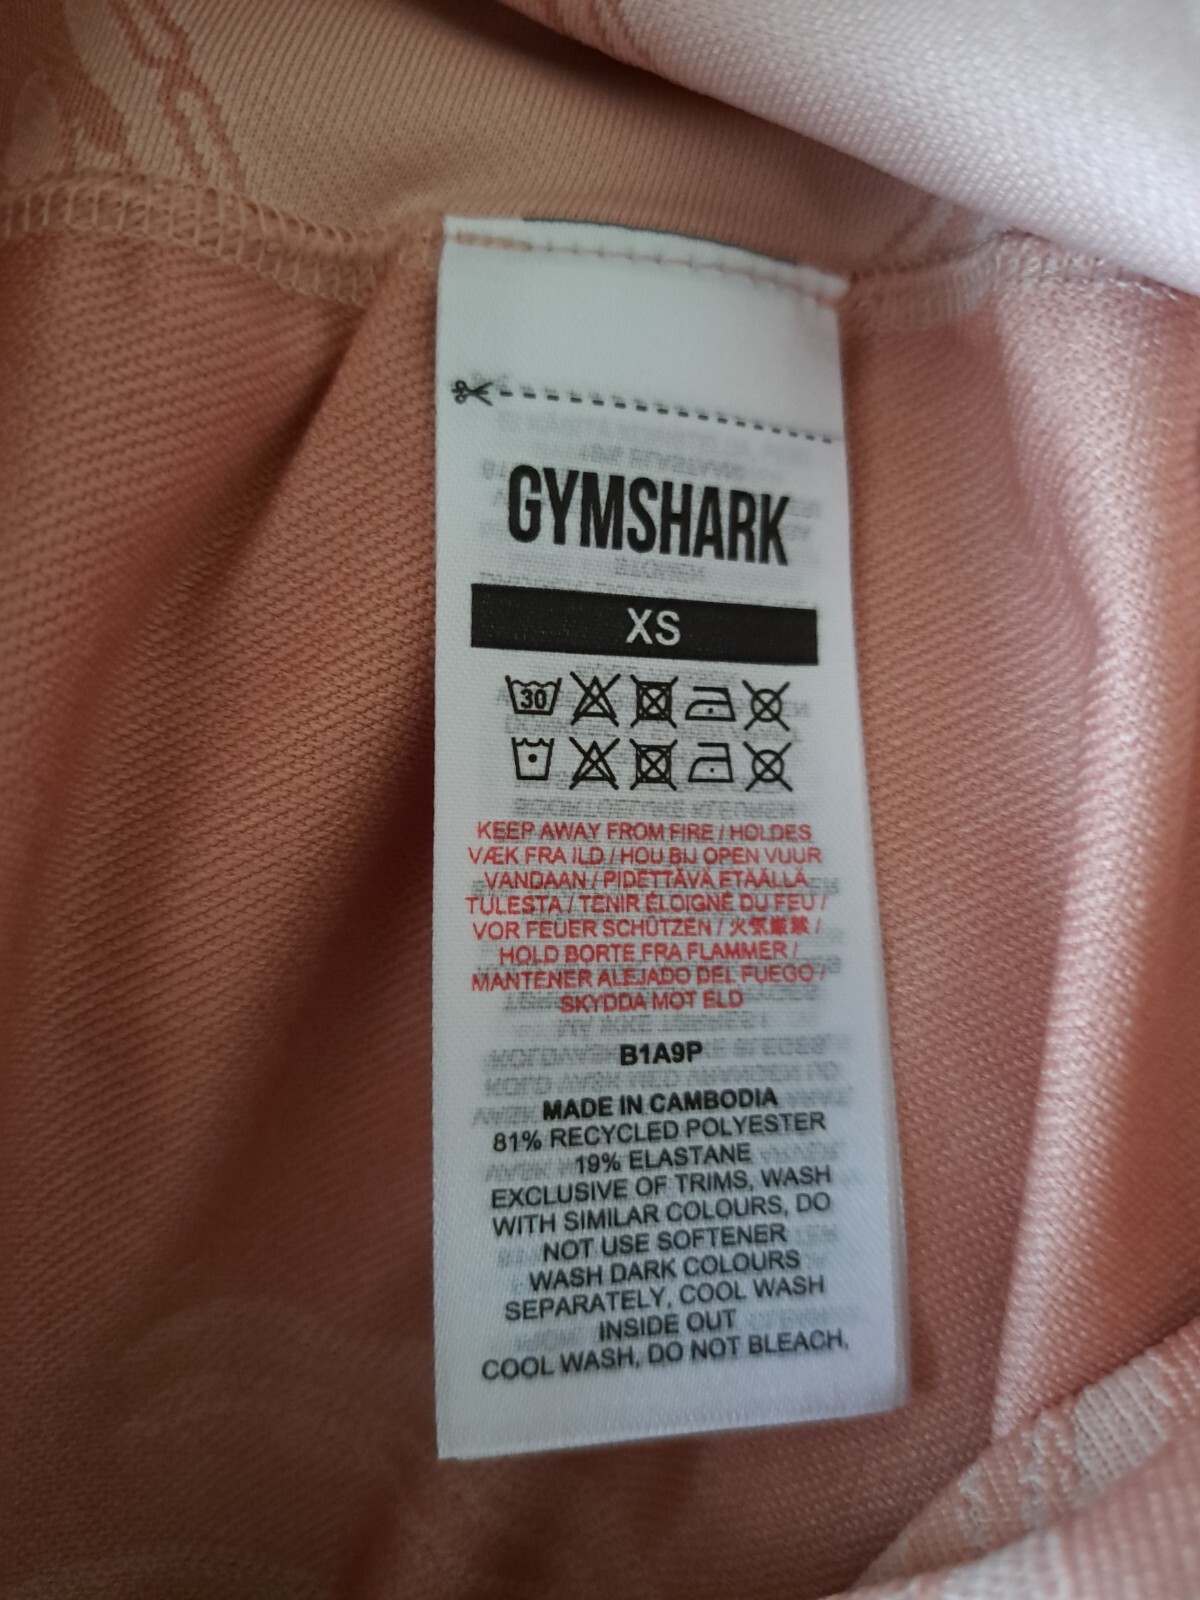 GYMSHARK
XS
30
KEEP AWAY FROM FIRE / HOLDES
VÆK FRA ILD / HOU BIJ OPEN VUUR
VANDAAN / PIDETTÄVÄ ETÄÄLLÄ
TULESTA / TENIR ÉLOIGNÉ DU FEU /
VOR FEUER SCHÜTZEN / 火気厳禁 /
HOLD BORTE FRA FLAMMER /
MANTENER ALEJADO DEL FUEGO /
SKYDDA MOT ELD
B1A9P
MADE IN CAMBODIA
81% RECYCLED POLYESTER
19% ELASTANE
EXCLUSIVE OF TRIMS, WASH
WITH SIMILAR COLOURS, DO
NOT USE SOFTENER
WASH DARK COLOURS
SEPARATELY, COOL WASH
INSIDE OUT
COOL WASH, DO NOT BLEACH,